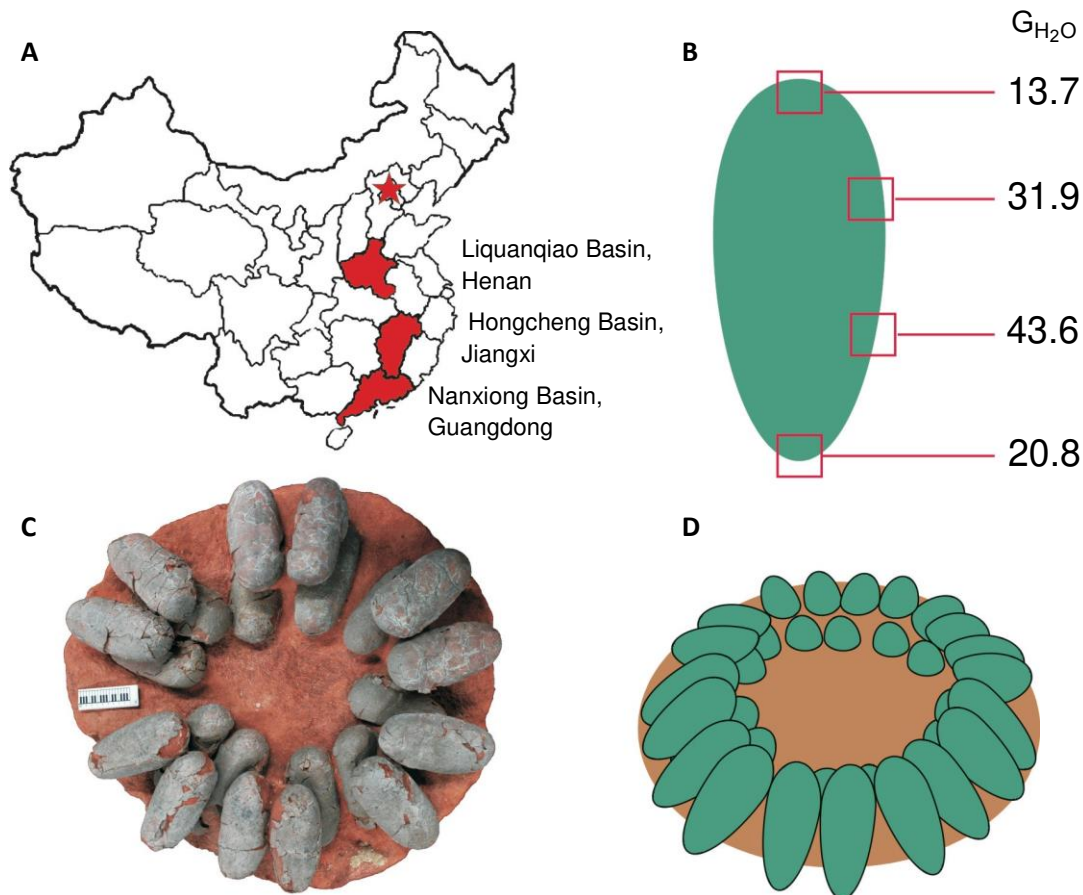 A
Liquanqiao Basin,
Henan
Hongcheng Basin,
Jiangxi
Nanxiong Basin,
Guangdong
B
G_H2O
13.7
31.9
43.6
20.8
C
D